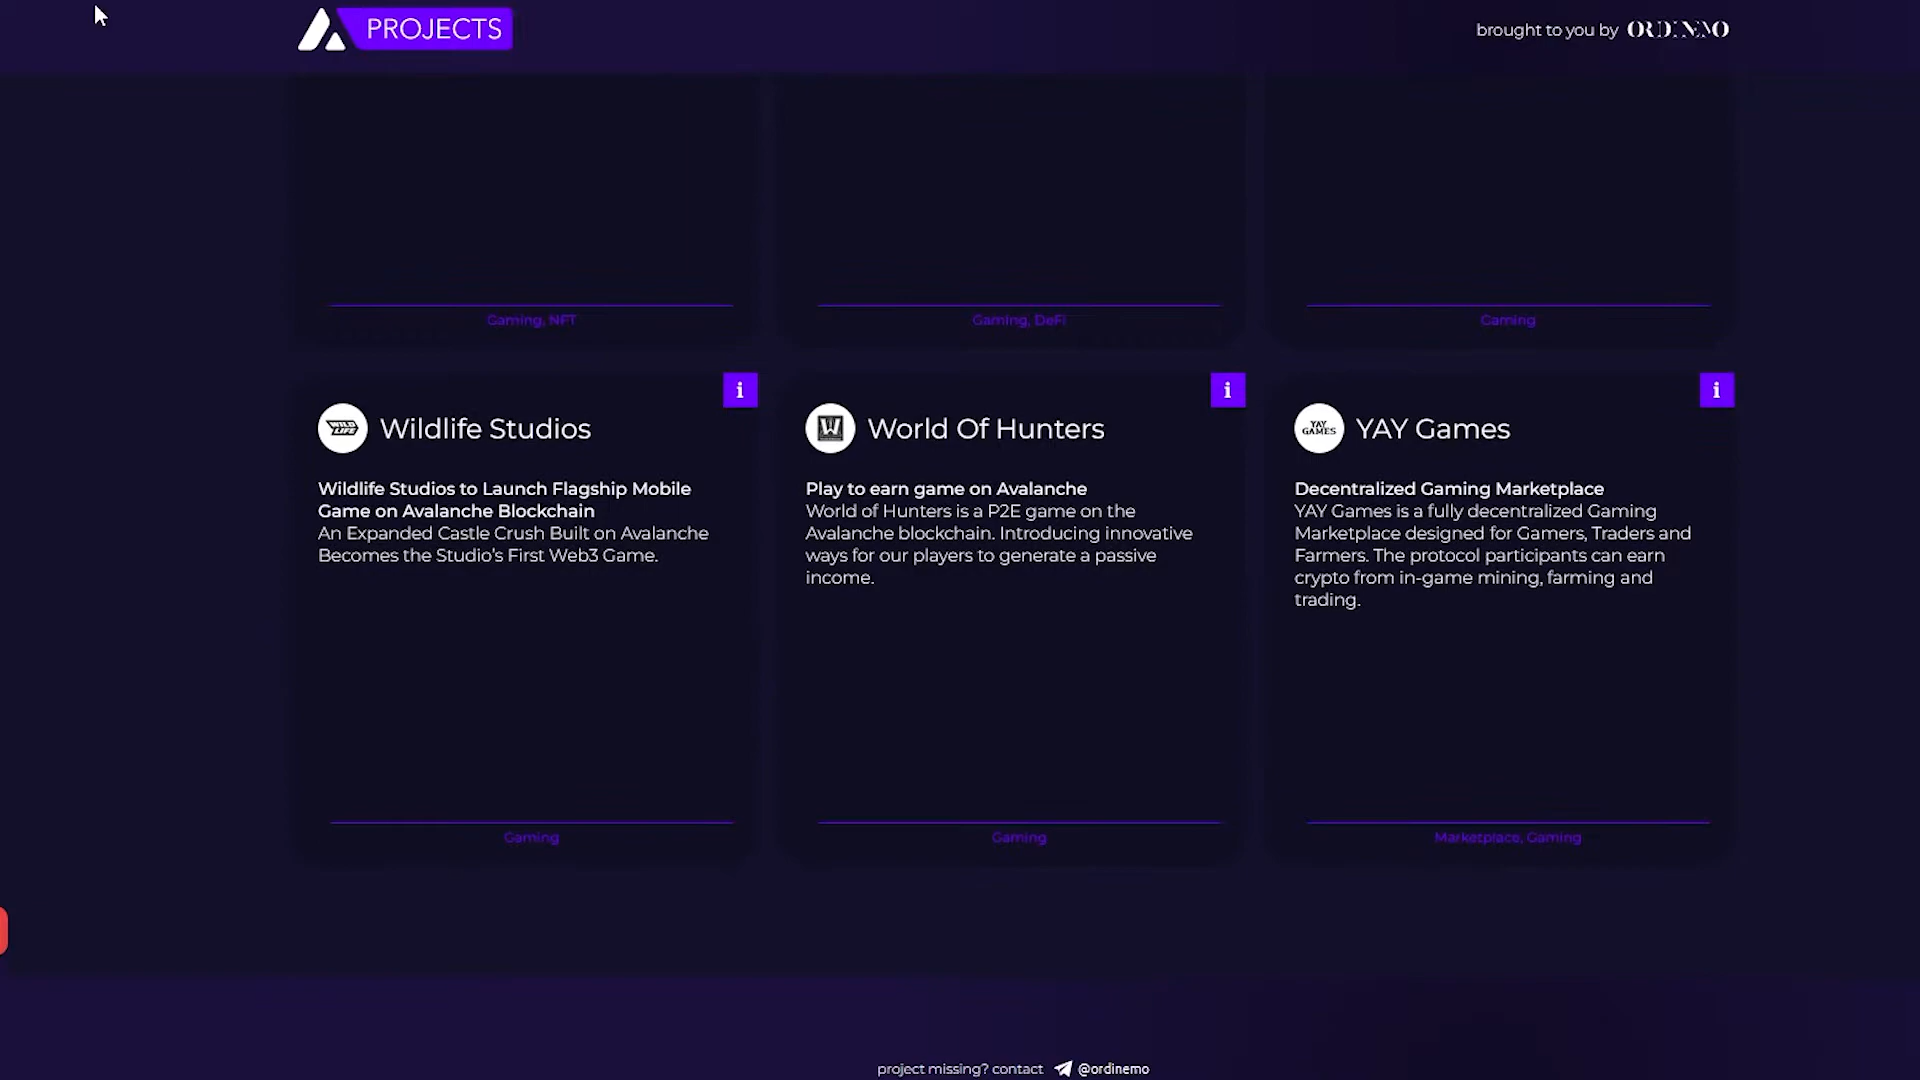 PROJECTS
brought to you by ORDINEMO
Gaming, NFT
Gaming, DeFi
Gaming
i
i
i
WILD LIFE
Wildlife Studios
W
World Of Hunters
YAY GAMES
YAY Games
Wildlife Studios to Launch Flagship Mobile
Game on Avalanche Blockchain
An Expanded Castle Crush Built on Avalanche
Becomes the Studio's First Web3 Game.
Play to earn game on Avalanche
World of Hunters is a P2E game on the
Avalanche blockchain. Introducing innovative
ways for our players to generate a passive
income.
Decentralized Gaming Marketplace
YAY Games is a fully decentralized Gaming
Marketplace designed for Gamers, Traders and
Farmers. The protocol participants can earn
crypto from in-game mining, farming and
trading.
Gaming
Gaming
Marketplace, Gaming
project missing? contact @ordinemo